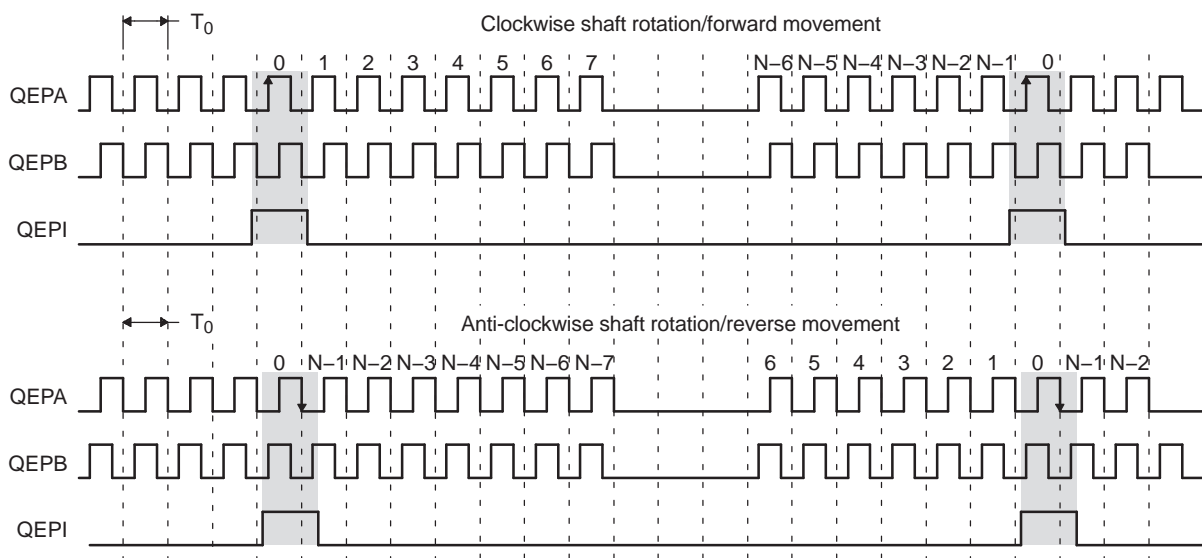 T0 Clockwise shaft rotation/forward movement
0 1 2 3 4 5 6 7 N–6 N–5 N–4 N–3 N–2 N–1 0
QEPA
QEPB
QEPI
T0 Anti-clockwise shaft rotation/reverse movement
0 N–1 N–2 N–3 N–4 N–5 N–6 N–7 6 5 4 3 2 1 0 N–1 N–2
QEPA
QEPB
QEPI